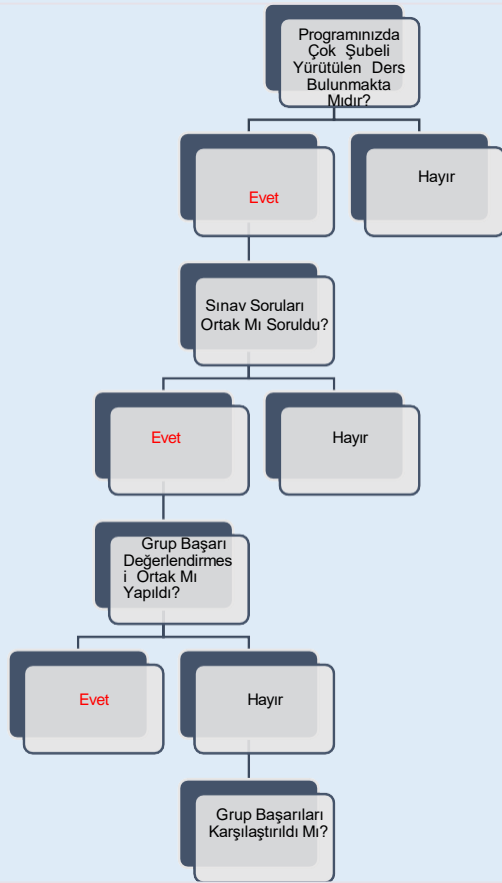 Programınızda
Çok Şubeli
Yürütülen Ders
Bulunmakta
Mıdır?
Evet
Hayır
Sınav Soruları
Ortak Mı Soruldu?
Evet
Hayır
Grup Başarı
Değerlendirmes
i Ortak Mı
Yapıldı?
Evet
Hayır
Grup Başarıları
Karşılaştırıldı Mı?